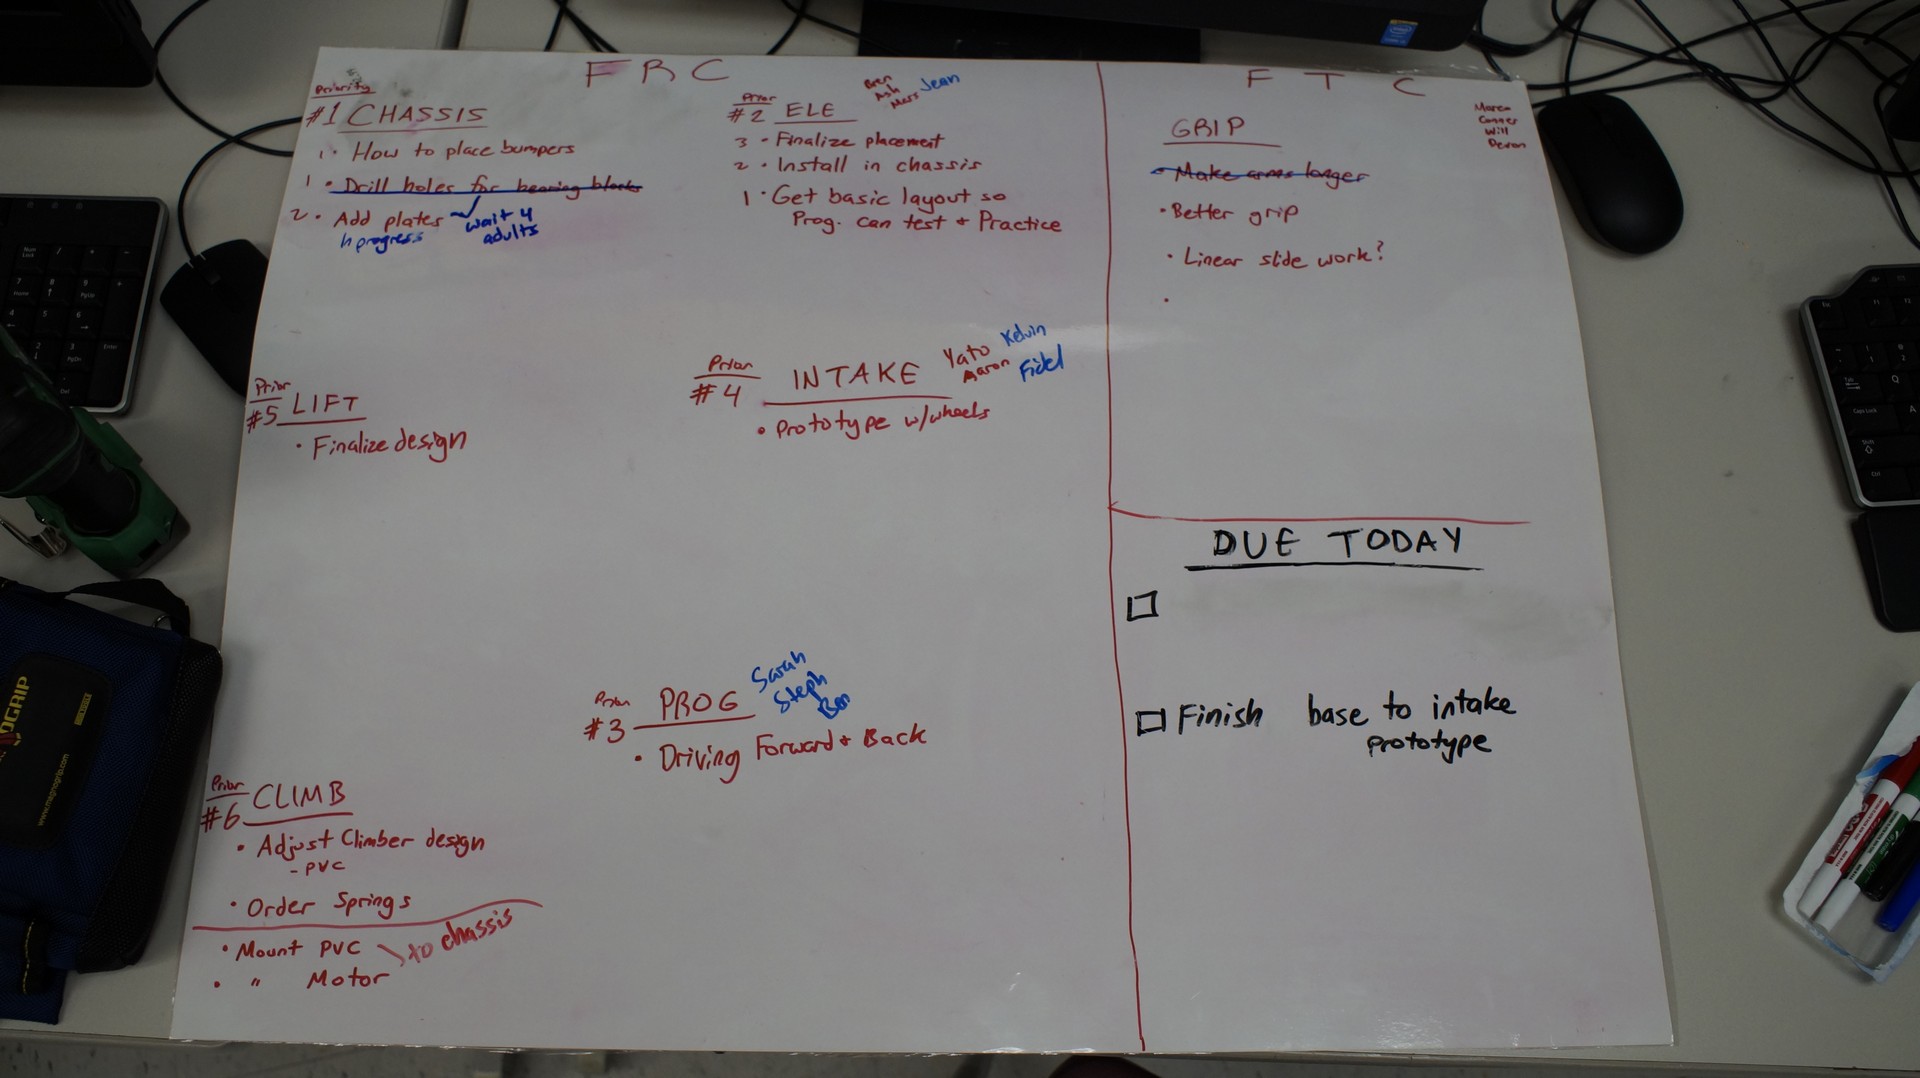 FRC
Priority
#1 CHASSIS
1 · How to place bumpers
1 · Drill holes for bearing blocks
2 · Add plates
In progress
wait 4
adults
Prior
#2 ELE
Bren
Ash
Jean
3 · Finalize placement
2 · Install in chassis
1 · Get basic layout so
Prog. can test + Practice
Prior
#5 LIFT
· Finalize design
Prior
#4 INTAKE
Yato
Aaron
Kelvin
Fidel
· Prototype w/wheels
Prior
#3 PROG
Sarah
Steph
Ben
· Driving Forward + Back
Prior
#6 CLIMB
· Adjust Climber design
- PVC
· Order Springs
· Mount PVC
· " Motor
to chassis
FTC
Marco
Conner
Will
Devon
GRIP
· Make arms longer
· Better grip
· Linear slide work?
·
DUE TODAY
☐
☐ Finish base to intake
prototype